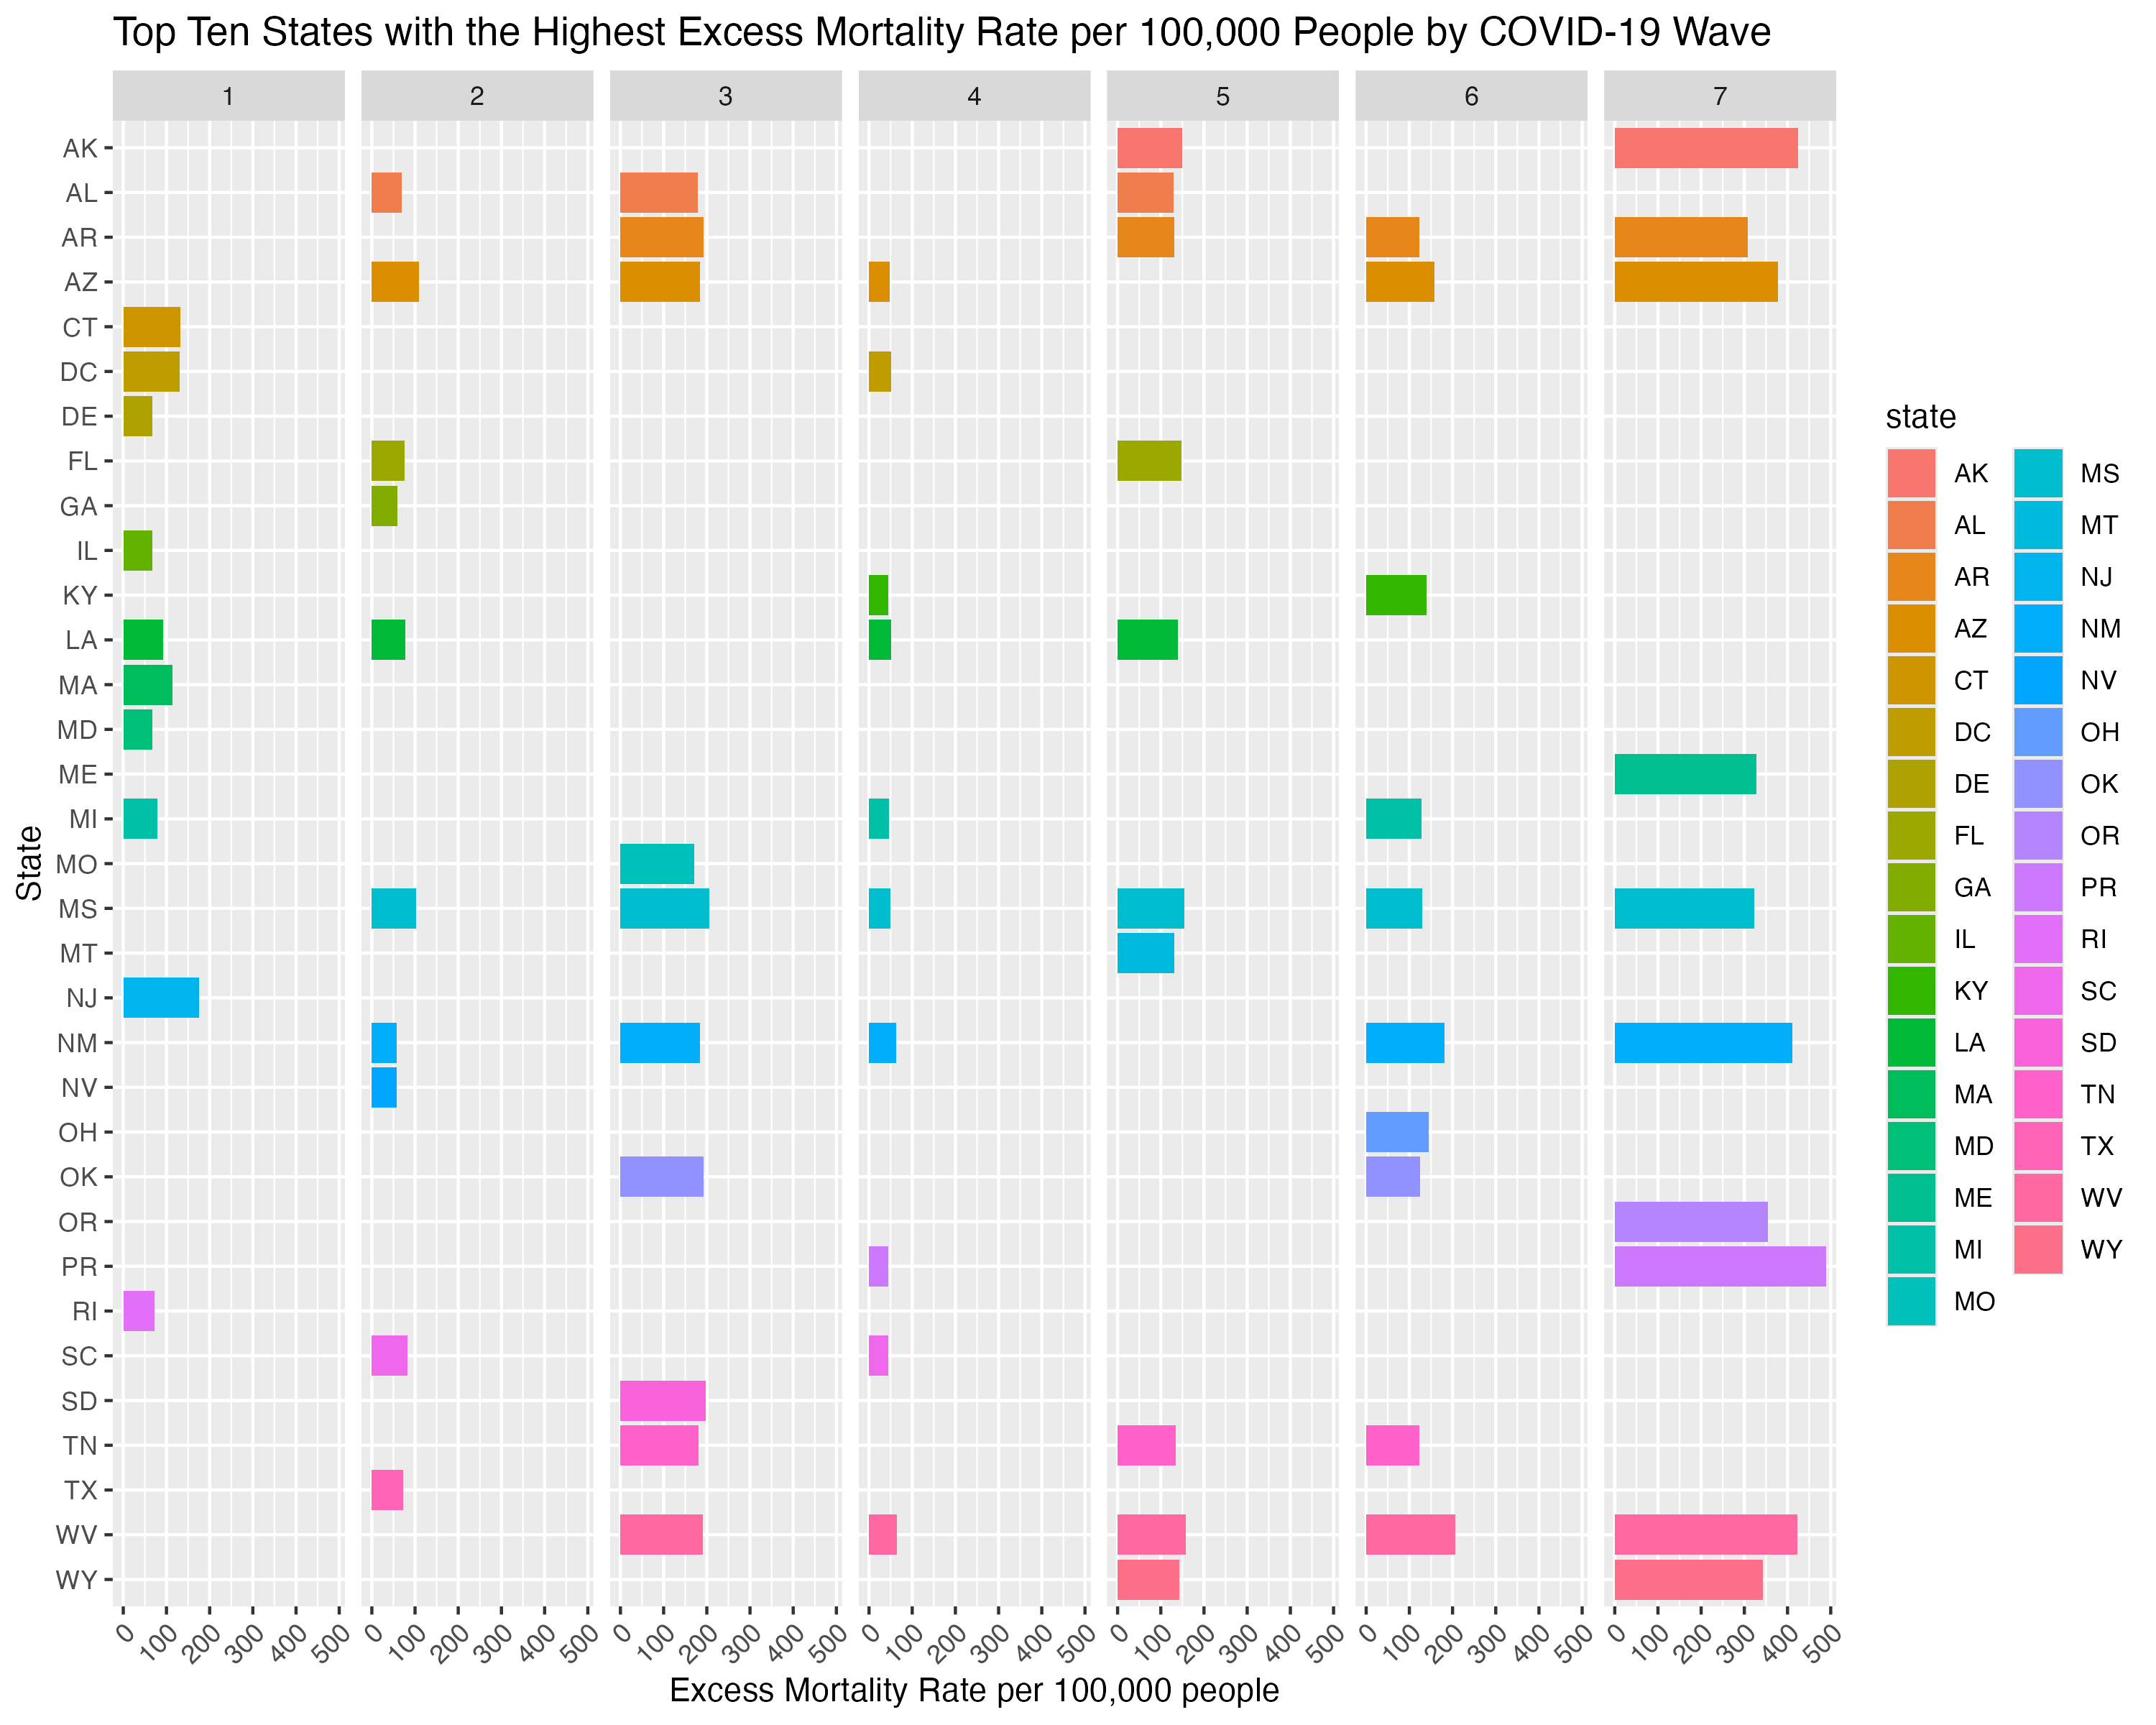 Top Ten States with the Highest Excess Mortality Rate per 100,000 People by COVID-19 Wave
1 2 3 4 5 6 7
AK
AL
AR
AZ
CT
DC
DE
FL
GA
IL
KY
LA
MA
MD
ME
MI
MO
MS
MT
NJ
NM
NV
OH
OK
OR
PR
RI
SC
SD
TN
TX
WV
WY
State
0 100 200 300 400 500 0 100 200 300 400 500 0 100 200 300 400 500 0 100 200 300 400 500 0 100 200 300 400 500 0 100 200 300 400 500 0 100 200 300 400 500
Excess Mortality Rate per 100,000 people
state
AK MS
AL MT
AR NJ
AZ NM
CT NV
DC OH
DE OK
FL OR
GA PR
IL RI
KY SC
LA SD
MA TN
MD TX
ME WV
MI WY
MO